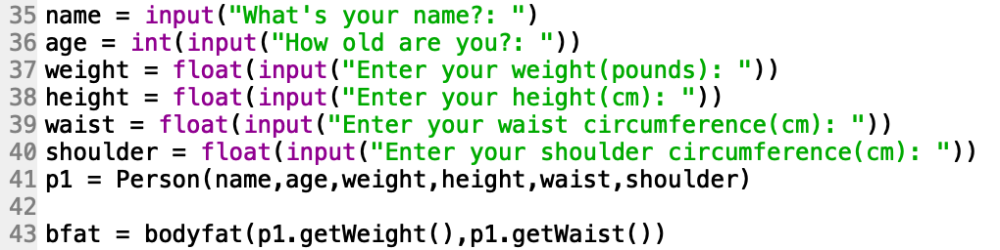 35 name = input("What's your name?: ")
36 age = int(input("How old are you?: "))
37 weight = float(input("Enter your weight(pounds): "))
38 height = float(input("Enter your height(cm): "))
39 waist = float(input("Enter your waist circumference(cm): "))
40 shoulder = float(input("Enter your shoulder circumference(cm): "))
41 p1 = Person(name,age,weight,height,waist,shoulder)
42
43 bfat = bodyfat(p1.getWeight(),p1.getWaist())